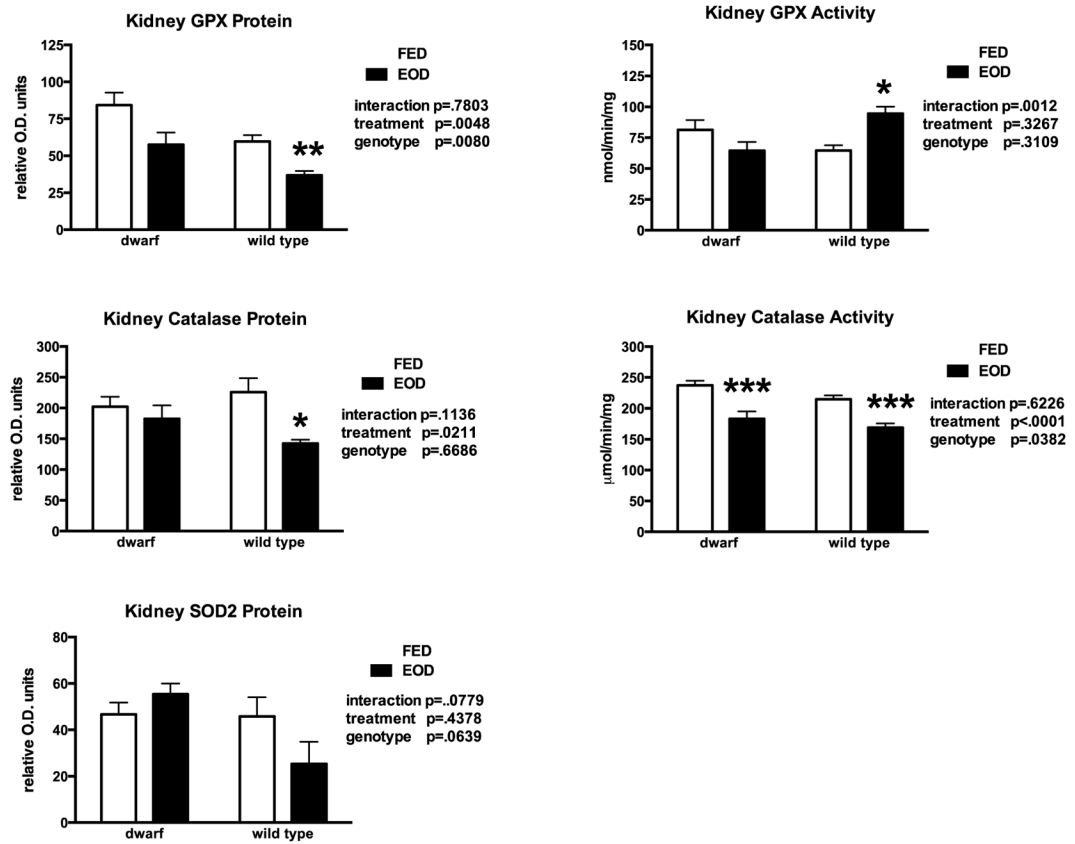 Kidney GPX Protein
125
100
75
50
25
0
relative O.D. units
**
dwarf
wild type
FED
EOD
interaction p=.7803
treatment p=.0048
genotype p=.0080
Kidney GPX Activity
150
125
100
75
50
25
0
nmol/min/mg
*
dwarf
wild type
FED
EOD
interaction p=.0012
treatment p=.3267
genotype p=.3109
Kidney Catalase Protein
300
250
200
150
100
50
0
relative O.D. units
*
dwarf
wild type
FED
EOD
interaction p=.1136
treatment p=.0211
genotype p=.6686
Kidney Catalase Activity
300
250
200
150
100
50
0
μmol/min/mg
***
***
dwarf
wild type
FED
EOD
interaction p=.6226
treatment p<.0001
genotype p=.0382
Kidney SOD2 Protein
80
60
40
20
0
relative O.D. units
dwarf
wild type
FED
EOD
interaction p=..0779
treatment p=.4378
genotype p=.0639